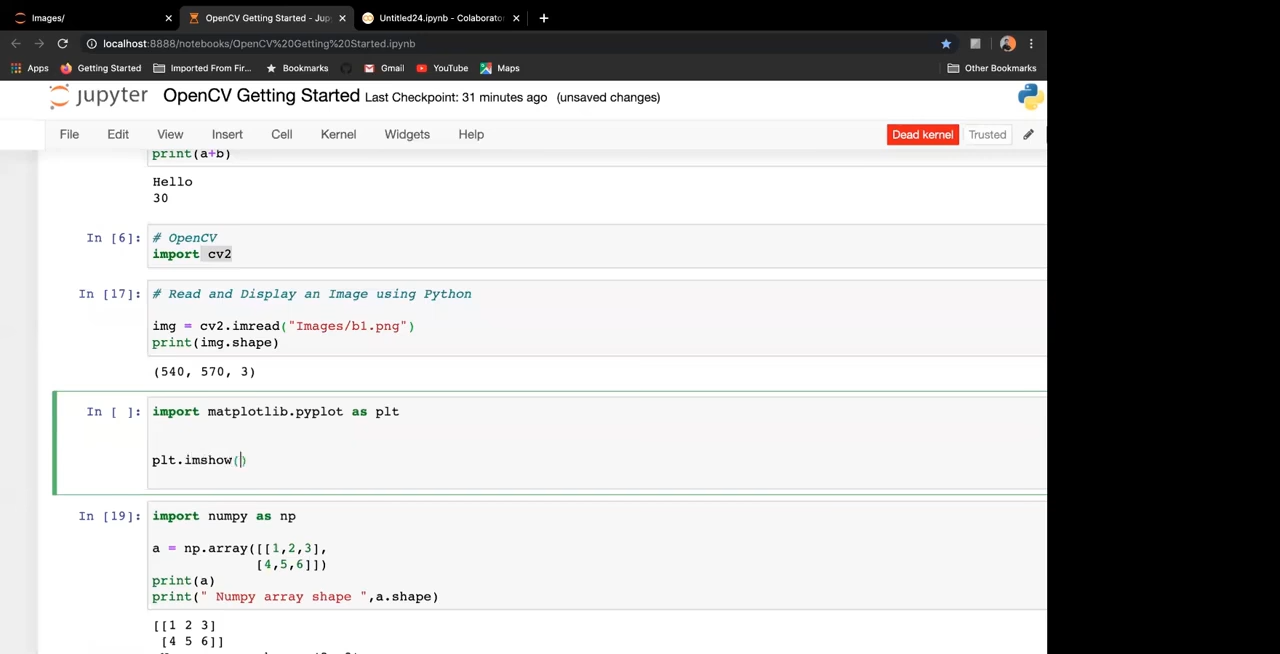 Images/
OpenCV Getting Started - Jup
Untitled24.ipynb - Colaborator
localhost:8888/notebooks/OpenCV%20Getting%20Started.ipynb
Apps Getting Started Imported From Fir... Bookmarks Gmail YouTube Maps Other Bookmarks
jupyter OpenCV Getting Started Last Checkpoint: 31 minutes ago (unsaved changes)
File Edit View Insert Cell Kernel Widgets Help Dead kernel Trusted
print(a+b)
Hello
30
In [6]: # OpenCV
import cv2
In [17]: # Read and Display an Image using Python
img = cv2.imread("Images/b1.png")
print(img.shape)
(540, 570, 3)
In [ ]: import matplotlib.pyplot as plt
plt.imshow()
In [19]: import numpy as np
a = np.array([[1,2,3],
[4,5,6]])
print(a)
print(" Numpy array shape ",a.shape)
[[1 2 3]
[4 5 6]]